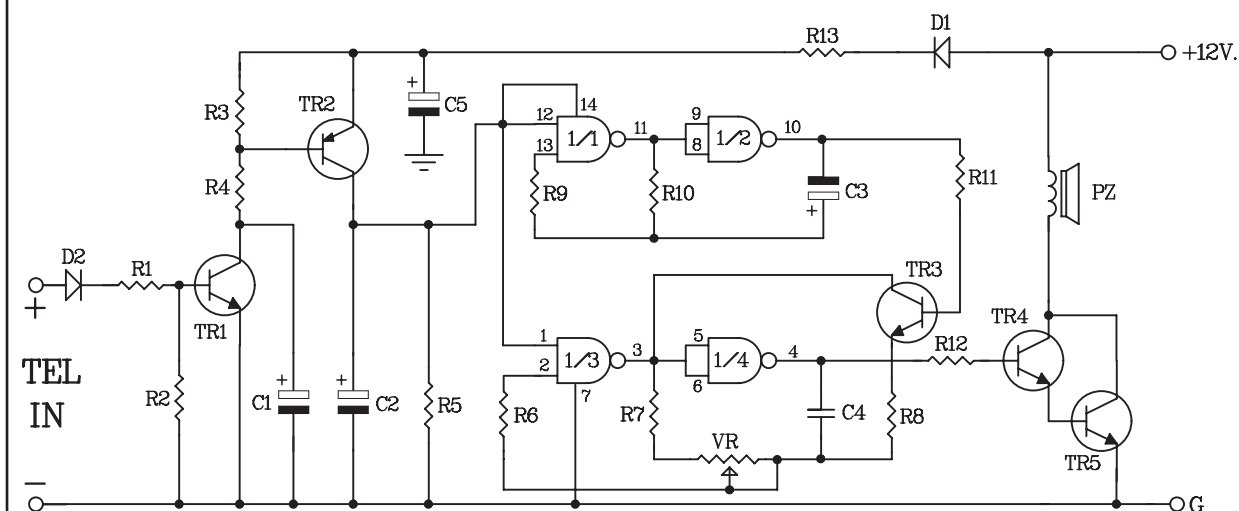 D1
R13
+12V.
R3
TR2
+
C5
14
12
13
1/1
11
9
8
1/2
10
R4
R9
R10
C3
+
R11
PZ
D2
R1
+
TR1
TR3
TEL
IN
1
2
1/3
3
7
5
6
1/4
4
R12
TR4
R2
+
C1
+
C2
R5
R6
R7
VR
C4
R8
TR5
−
G